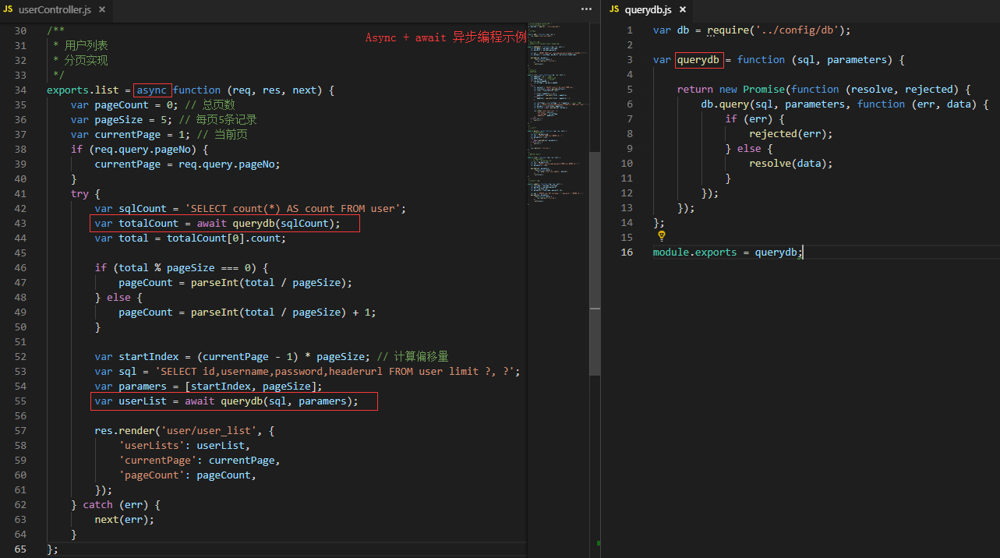 JS userController.js ×
Async + await 异步编程示例
30 /**
31  * 用户列表
32  * 分页实现
33  */
34 exports.list = async function (req, res, next) {
35     var pageCount = 0; // 总页数
36     var pageSize = 5; // 每页5条记录
37     var currentPage = 1; // 当前页
38     if (req.query.pageNo) {
39         currentPage = req.query.pageNo;
40     }
41     try {
42         var sqlCount = 'SELECT count(*) AS count FROM user';
43         var totalCount = await querydb(sqlCount);
44         var total = totalCount[0].count;
45
46         if (total % pageSize === 0) {
47             pageCount = parseInt(total / pageSize);
48         } else {
49             pageCount = parseInt(total / pageSize) + 1;
50         }
51
52         var startIndex = (currentPage - 1) * pageSize; // 计算偏移量
53         var sql = 'SELECT id,username,password,headerurl FROM user limit ?, ?';
54         var paramers = [startIndex, pageSize];
55         var userList = await querydb(sql, paramers);
56
57         res.render('user/user_list', {
58             'userLists': userList,
59             'currentPage': currentPage,
60             'pageCount': pageCount,
61         });
62     } catch (err) {
63         next(err);
64     }
65 };
JS querydb.js ×
1 var db = require('../config/db');
2
3 var querydb = function (sql, parameters) {
4
5     return new Promise(function (resolve, rejected) {
6         db.query(sql, parameters, function (err, data) {
7             if (err) {
8                 rejected(err);
9             } else {
10                 resolve(data);
11             }
12         });
13     });
14 };
15
16 module.exports = querydb;